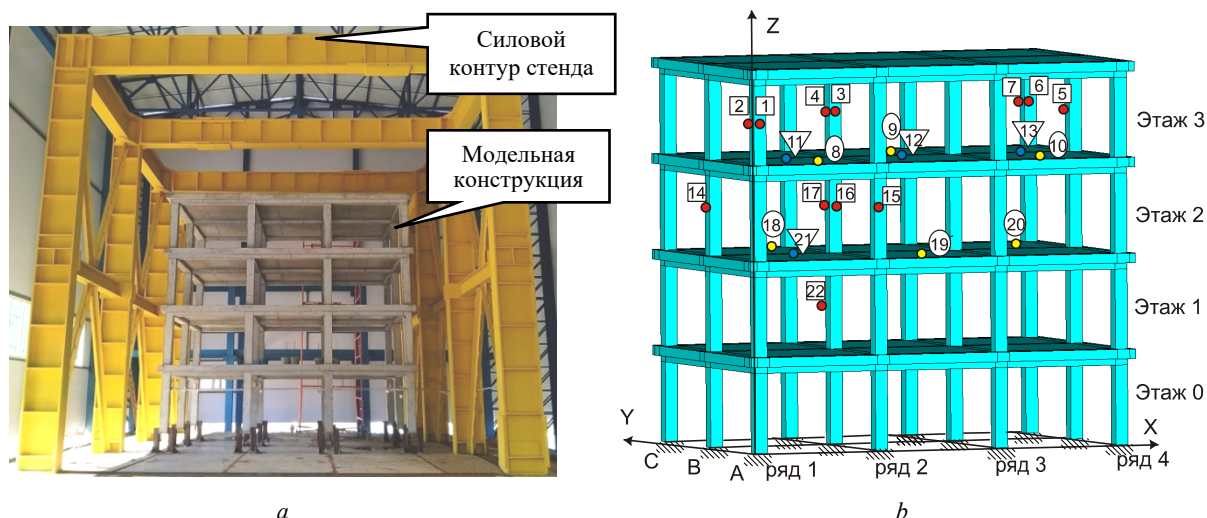 Силовой
контур стенда
Модельная
конструкция
a
Z
2 1 4 3 7 6 5
Этаж 3
9 12 13
11 8 10
14 17 16 15
Этаж 2
18 21 19 20
22
Этаж 1
Этаж 0
Y X
C B A ряд 1 ряд 2 ряд 3 ряд 4
b